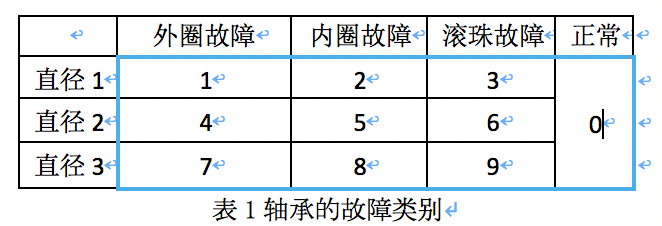 外圈故障 内圈故障 滚珠故障 正常
直径 1 1 2 3
直径 2 4 5 6 0
直径 3 7 8 9
表 1 轴承的故障类别